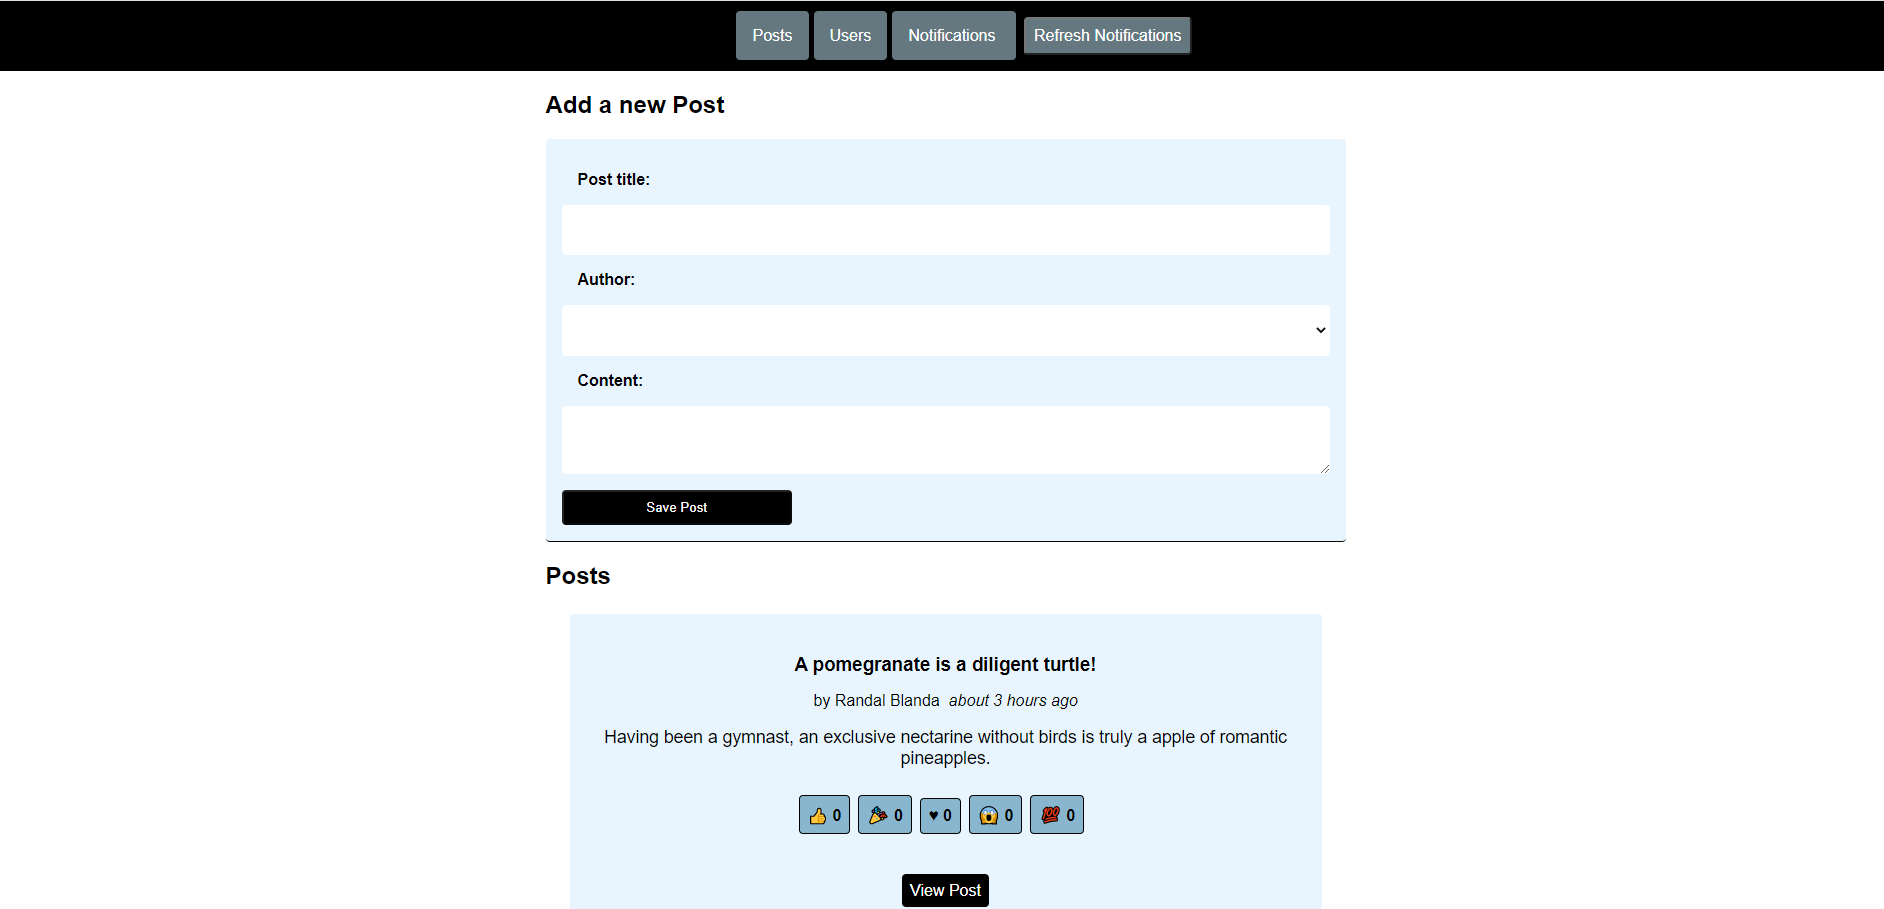 Posts Users Notifications Refresh Notifications
Add a new Post
Post title:
Author:
Content:
Save Post
Posts
A pomegranate is a diligent turtle!
by Randal Blanda about 3 hours ago
Having been a gymnast, an exclusive nectarine without birds is truly a apple of romantic
pineapples.
👍 0 🎉 0 ♥ 0 😱 0 💯 0
View Post